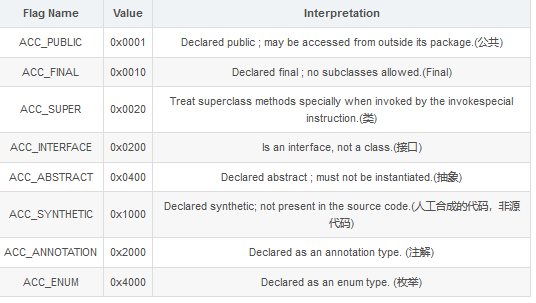 Flag Name Value Interpretation
ACC_PUBLIC 0x0001 Declared public ; may be accessed from outside its package.(公共)
ACC_FINAL 0x0010 Declared final ; no subclasses allowed.(Final)
ACC_SUPER 0x0020 Treat superclass methods specially when invoked by the invokespecial
instruction.(类)
ACC_INTERFACE 0x0200 Is an interface, not a class.(接口)
ACC_ABSTRACT 0x0400 Declared abstract ; must not be instantiated.(抽象)
ACC_SYNTHETIC 0x1000 Declared synthetic; not present in the source code.(人工合成的代码，非源
代码)
ACC_ANNOTATION 0x2000 Declared as an annotation type. (注解)
ACC_ENUM 0x4000 Declared as an enum type. (枚举)